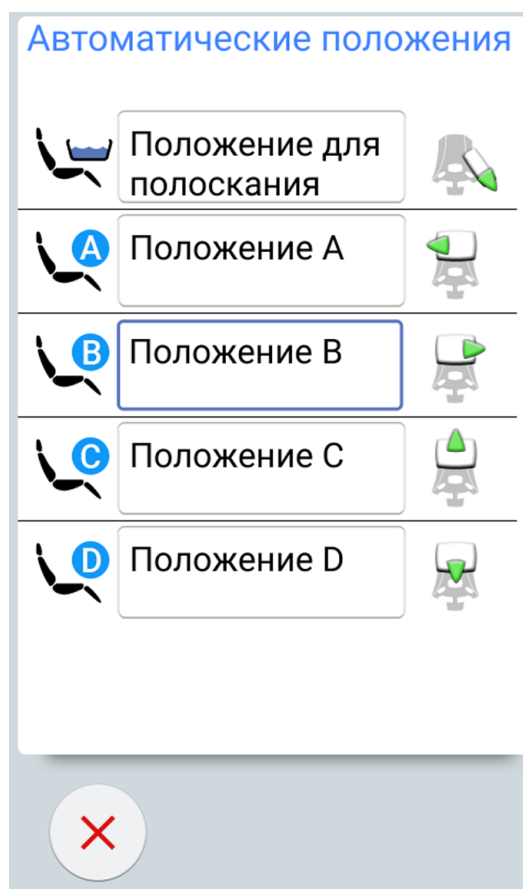 Автоматические положения
Положение для
полоскания
A
Положение A
B
Положение B
C
Положение C
D
Положение D